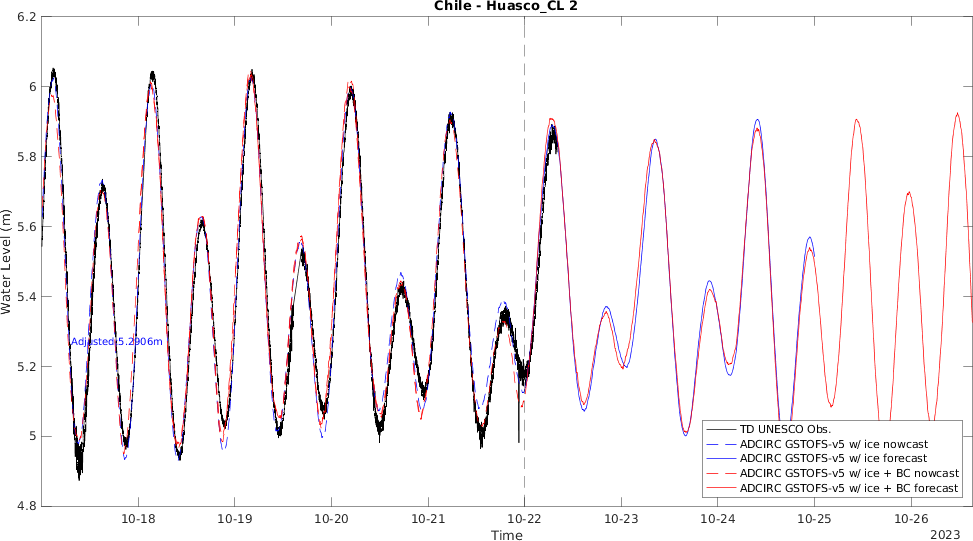 Chile - Huasco_CL 2
Water Level (m)
6.2
6
5.8
5.6
5.4
5.2
5
4.8
Adjusted:5.2906m
TD UNESCO Obs.
ADCIRC GSTOFS-v5 w/ ice nowcast
ADCIRC GSTOFS-v5 w/ ice forecast
ADCIRC GSTOFS-v5 w/ ice + BC nowcast
ADCIRC GSTOFS-v5 w/ ice + BC forecast
10-18 10-19 10-20 10-21 10-22 10-23 10-24 10-25 10-26
Time
2023